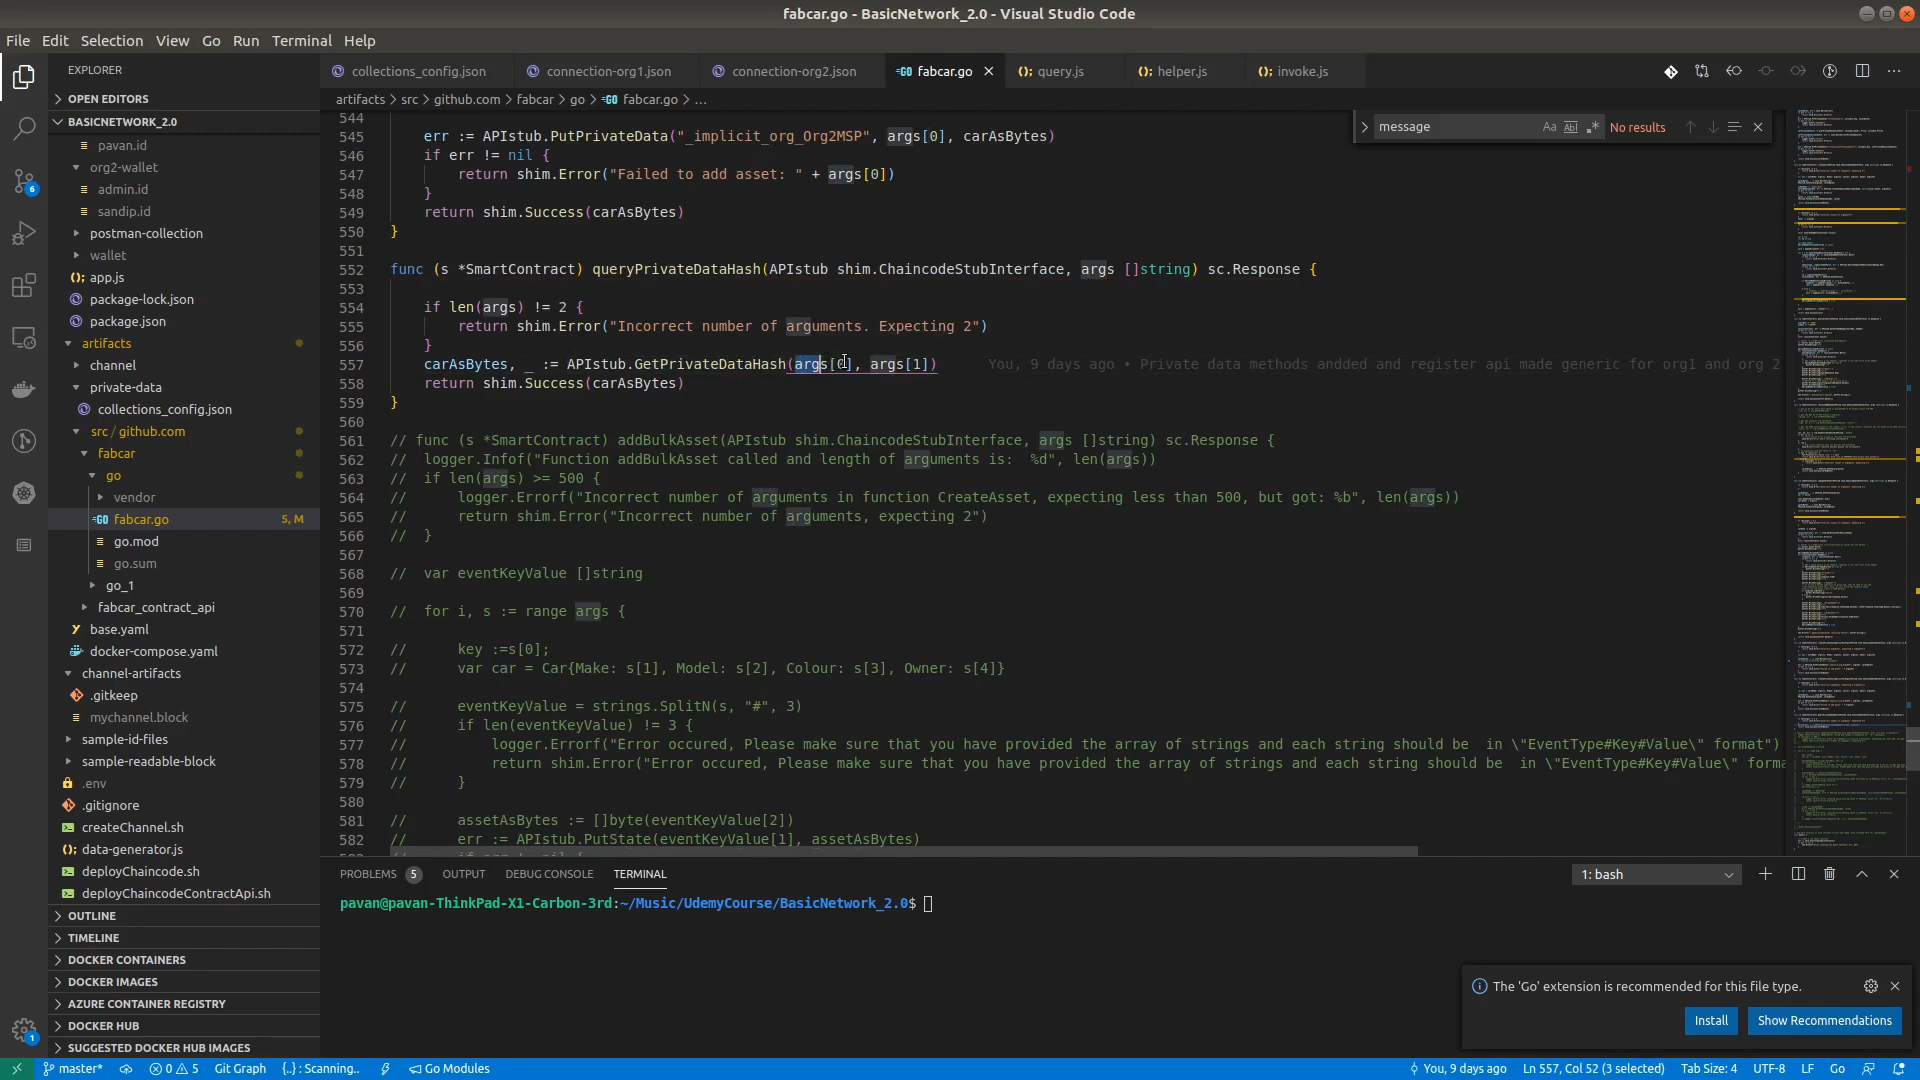 fabcar.go - BasicNetwork_2.0 - Visual Studio Code
File Edit Selection View Go Run Terminal Help
EXPLORER
OPEN EDITORS
BASICNETWORK_2.0
pavan.id
org2-wallet
admin.id
sandip.id
postman-collection
wallet
app.js
package-lock.json
package.json
artifacts
channel
private-data
collections_config.json
src / github.com
fabcar
go
vendor
fabcar.go 5, M
go.mod
go.sum
go_1
fabcar_contract_api
base.yaml
docker-compose.yaml
channel-artifacts
.gitkeep
mychannel.block
sample-id-files
sample-readable-block
.env
.gitignore
createChannel.sh
data-generator.js
deployChaincode.sh
deployChaincodeContractApi.sh
OUTLINE
TIMELINE
DOCKER CONTAINERS
DOCKER IMAGES
AZURE CONTAINER REGISTRY
DOCKER HUB
SUGGESTED DOCKER HUB IMAGES
6
1
collections_config.json connection-org1.json connection-org2.json fabcar.go query.js helper.js invoke.js
artifacts > src > github.com > fabcar > go > fabcar.go > ...
message Aa Abl .* No results
544
545 err := APIstub.PutPrivateData("_implicit_org_Org2MSP", args[0], carAsBytes)
546 if err != nil {
547 return shim.Error("Failed to add asset: " + args[0])
548 }
549 return shim.Success(carAsBytes)
550 }
551
552 func (s *SmartContract) queryPrivateDataHash(APIstub shim.ChaincodeStubInterface, args []string) sc.Response {
553
554 if len(args) != 2 {
555 return shim.Error("Incorrect number of arguments. Expecting 2")
556 }
557 carAsBytes, _ := APIstub.GetPrivateDataHash(args[0], args[1]) You, 9 days ago • Private data methods andded and register api made generic for org1 and org 2
558 return shim.Success(carAsBytes)
559 }
560
561 // func (s *SmartContract) addBulkAsset(APIstub shim.ChaincodeStubInterface, args []string) sc.Response {
562 // logger.Infof("Function addBulkAsset called and length of arguments is:  %d", len(args))
563 // if len(args) >= 500 {
564 // logger.Errorf("Incorrect number of arguments in function CreateAsset, expecting less than 500, but got: %b", len(args))
565 // return shim.Error("Incorrect number of arguments, expecting 2")
566 // }
567
568 // var eventKeyValue []string
569
570 // for i, s := range args {
571
572 // key :=s[0];
573 // var car = Car{Make: s[1], Model: s[2], Colour: s[3], Owner: s[4]}
574
575 // eventKeyValue = strings.SplitN(s, "#", 3)
576 // if len(eventKeyValue) != 3 {
577 // logger.Errorf("Error occured, Please make sure that you have provided the array of strings and each string should be  in \"EventType#Key#Value\" format")
578 // return shim.Error("Error occured, Please make sure that you have provided the array of strings and each string should be  in \"EventType#Key#Value\" forma
579 // }
580
581 // assetAsBytes := []byte(eventKeyValue[2])
582 // err := APIstub.PutState(eventKeyValue[1], assetAsBytes)
PROBLEMS 5 OUTPUT DEBUG CONSOLE TERMINAL 1: bash
pavan@pavan-ThinkPad-X1-Carbon-3rd:~/Music/UdemyCourse/BasicNetwork_2.0$
The 'Go' extension is recommended for this file type.
Install Show Recommendations
master* 0 5 Git Graph {..} : Scanning.. Go Modules You, 9 days ago Ln 557, Col 52 (3 selected) Tab Size: 4 UTF-8 LF Go